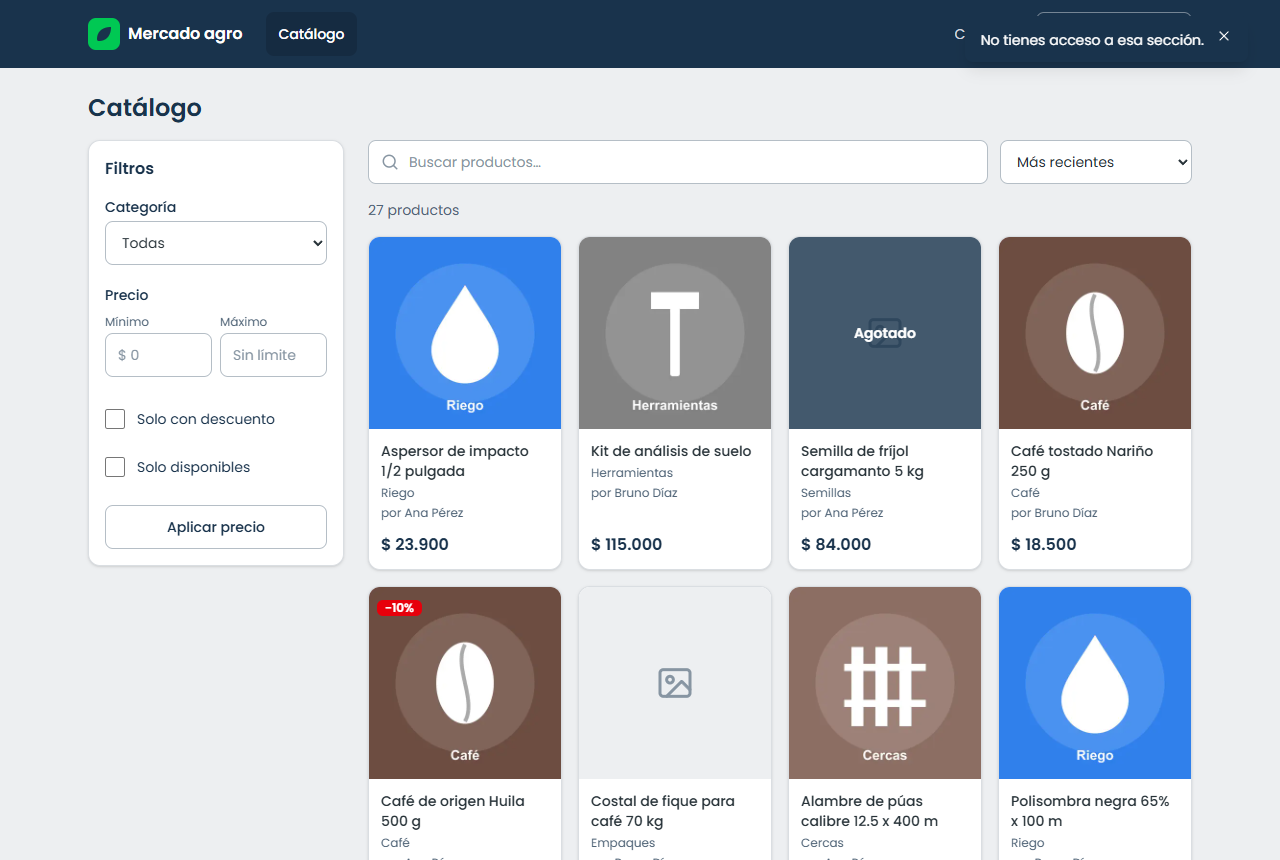 Mercado agro
Catálogo
No tienes acceso a esa sección.
Catálogo
Filtros
Categoría
Todas
Precio
Mínimo
Máximo
$ 0
Sin límite
Solo con descuento
Solo disponibles
Aplicar precio
Buscar productos…
Más recientes
27 productos
Riego
Aspersor de impacto
1/2 pulgada
Riego
por Ana Pérez
$ 23.900
Herramientas
Kit de análisis de suelo
Herramientas
por Bruno Díaz
$ 115.000
Agotado
Semilla de fríjol
cargamanto 5 kg
Semillas
por Ana Pérez
$ 84.000
Café
Café tostado Nariño
250 g
Café
por Bruno Díaz
$ 18.500
-10%
Café
Café de origen Huila
500 g
Café
Costal de fique para
café 70 kg
Empaques
Cercas
Alambre de púas
calibre 12.5 x 400 m
Cercas
Riego
Polisombra negra 65%
x 100 m
Riego